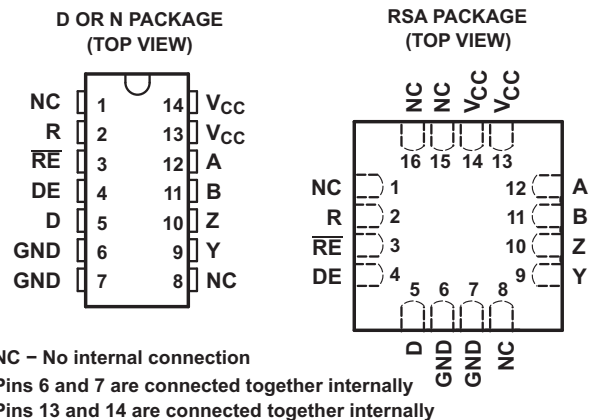 D OR N PACKAGE
(TOP VIEW)
NC 1 14 VCC
R 2 13 VCC
RE 3 12 A
DE 4 11 B
D 5 10 Z
GND 6 9 Y
GND 7 8 NC
RSA PACKAGE
(TOP VIEW)
NC NC VCC VCC
16 15 14 13
NC 1 12 A
R 2 11 B
RE 3 10 Z
DE 4 9 Y
5 6 7 8
D GND GND NC
NC − No internal connection
Pins 6 and 7 are connected together internally
Pins 13 and 14 are connected together internally